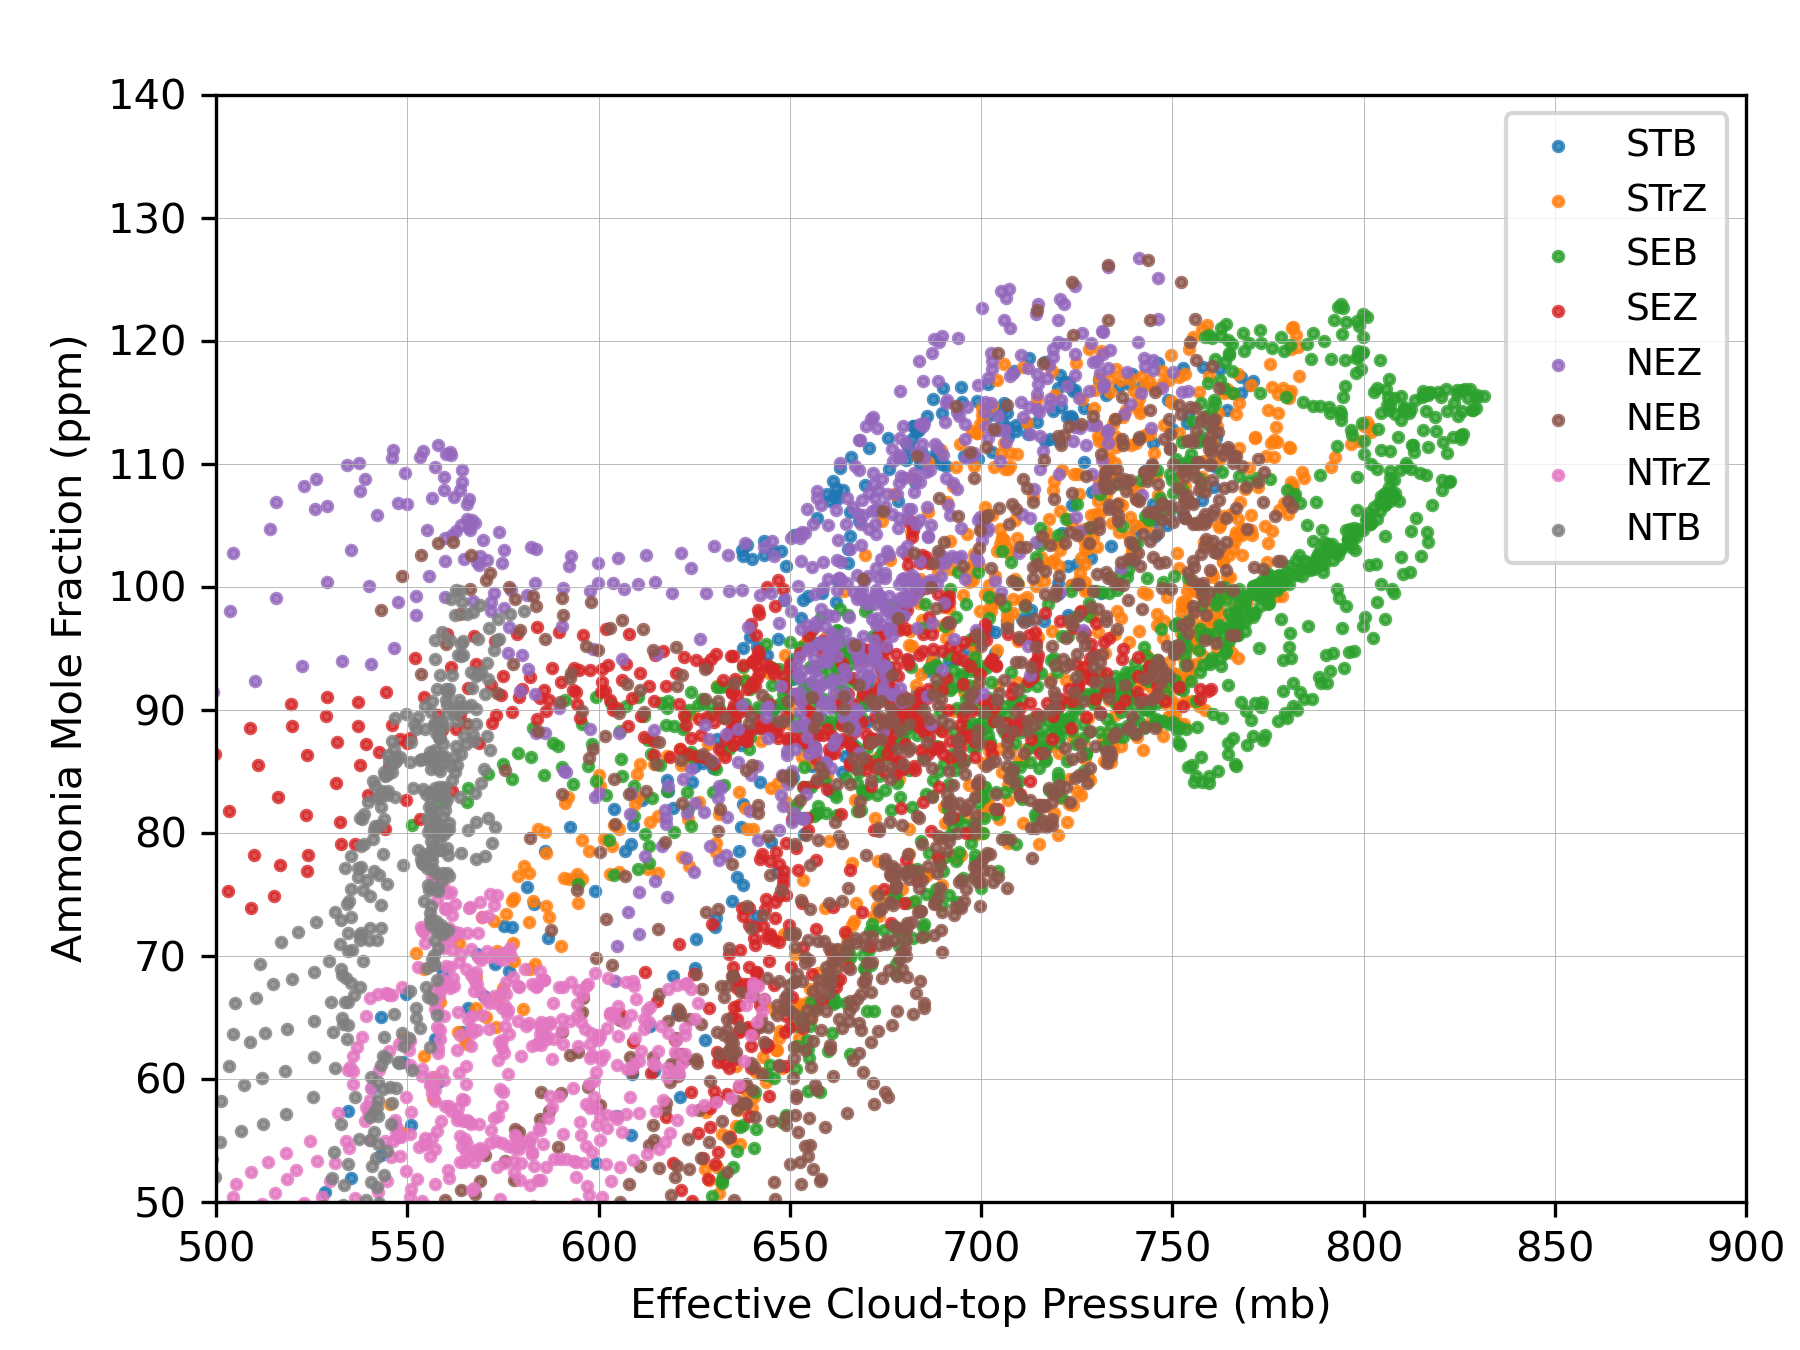 140
130
120
110
100
90
80
70
60
50
Ammonia Mole Fraction (ppm)
500 550 600 650 700 750 800 850 900
Effective Cloud-top Pressure (mb)
STB
STrZ
SEB
SEZ
NEZ
NEB
NTrZ
NTB